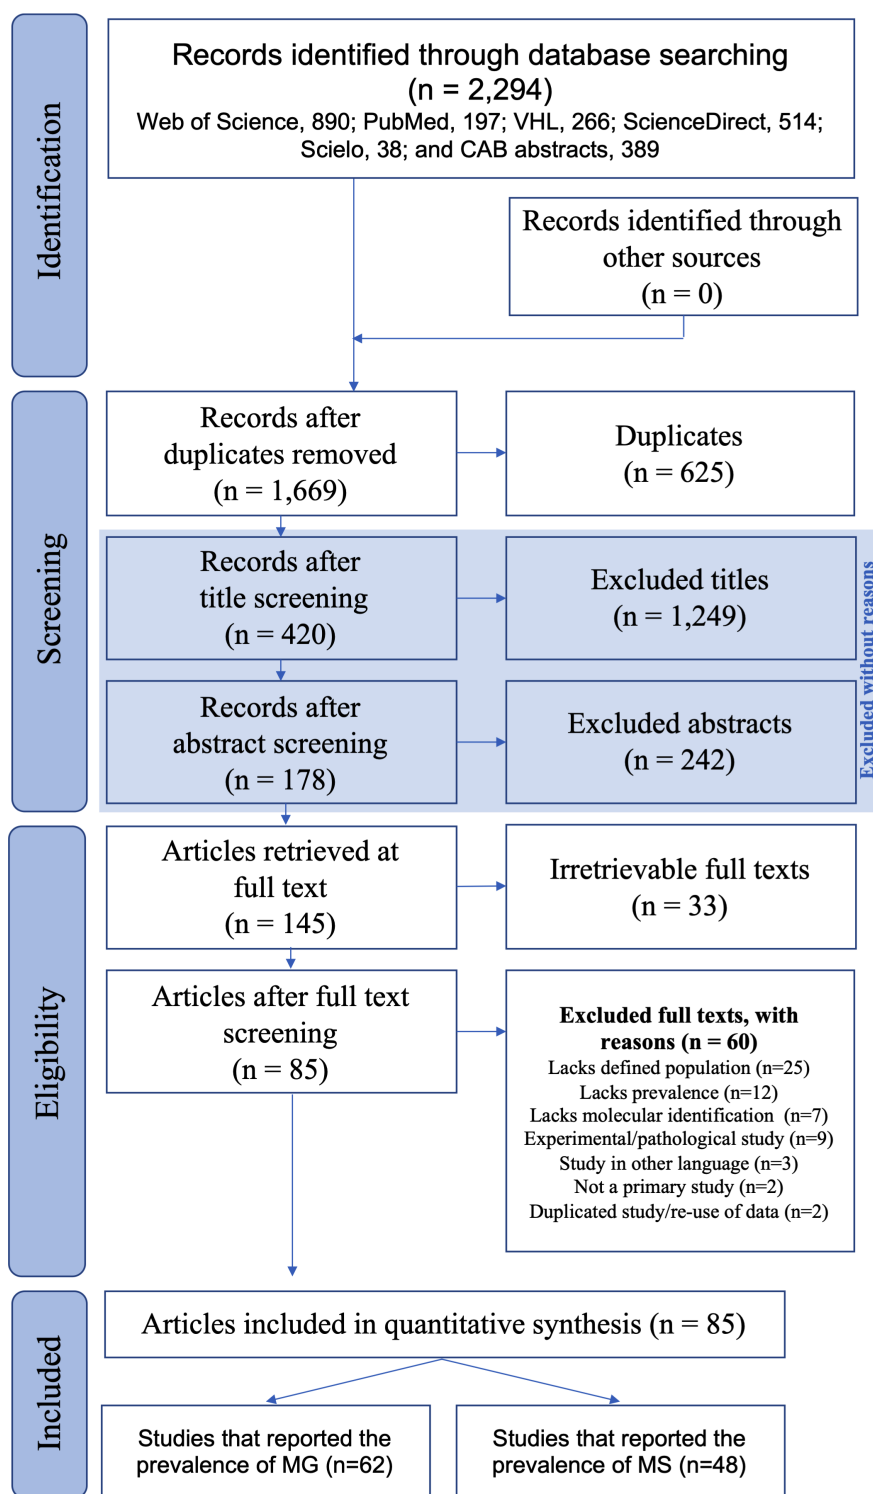 Identification
Records identified through database searching
(n = 2,294)
Web of Science, 890; PubMed, 197; VHL, 266; ScienceDirect, 514;
Scielo, 38; and CAB abstracts, 389
Records identified through
other sources
(n = 0)
Screening
Records after
duplicates removed
(n = 1,669)
Duplicates
(n = 625)
Records after
title screening
(n = 420)
Excluded titles
(n = 1,249)
Records after
abstract screening
(n = 178)
Excluded abstracts
(n = 242)
Excluded without reasons
Eligibility
Articles retrieved at
full text
(n = 145)
Irretrievable full texts
(n = 33)
Articles after full text
screening
(n = 85)
Excluded full texts, with
reasons (n = 60)
Lacks defined population (n=25)
Lacks prevalence (n=12)
Lacks molecular identification (n=7)
Experimental/pathological study (n=9)
Study in other language (n=3)
Not a primary study (n=2)
Duplicated study/re-use of data (n=2)
Included
Articles included in quantitative synthesis (n = 85)
Studies that reported the
prevalence of MG (n=62)
Studies that reported the
prevalence of MS (n=48)